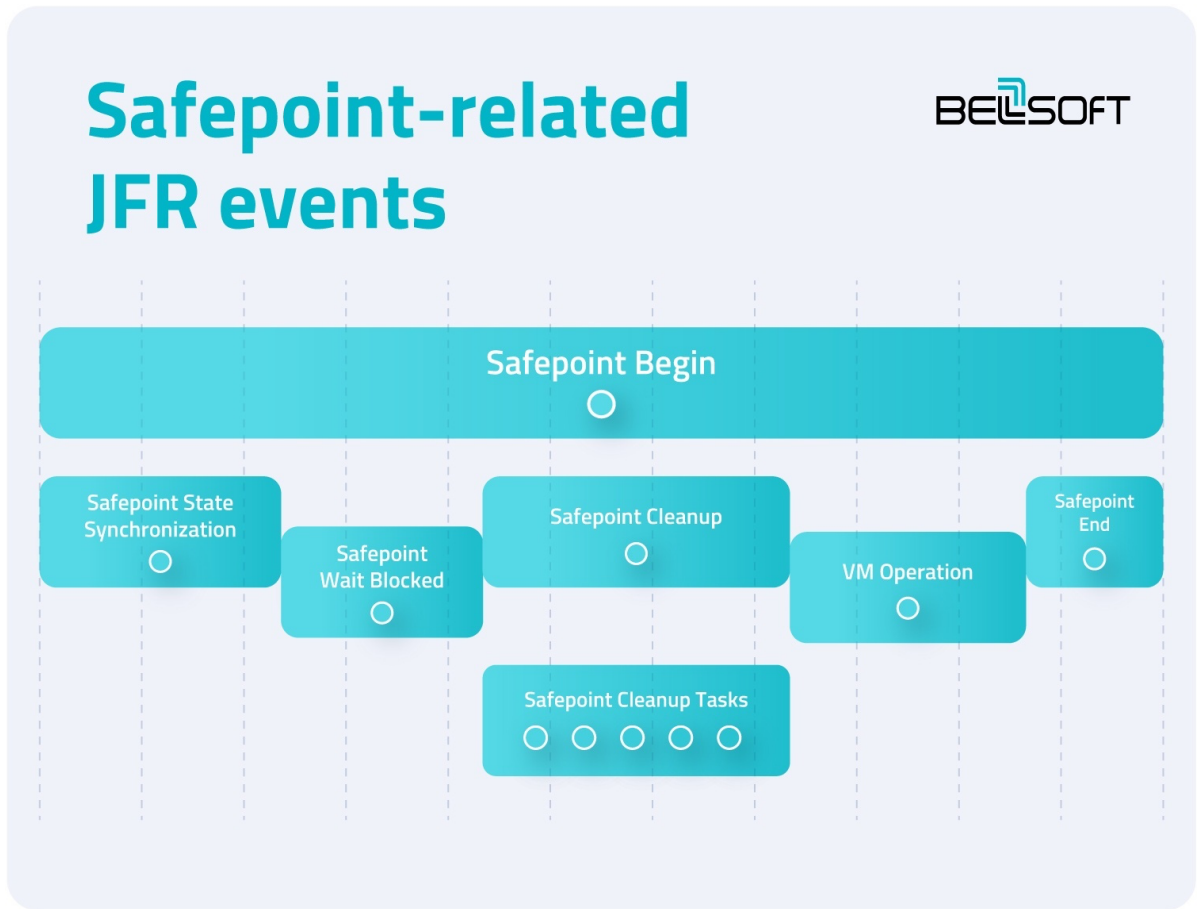 Safepoint-related
JFR events
BELLSOFT
Safepoint Begin
Safepoint State
Synchronization
Safepoint
Wait Blocked
Safepoint Cleanup
VM Operation
Safepoint
End
Safepoint Cleanup Tasks